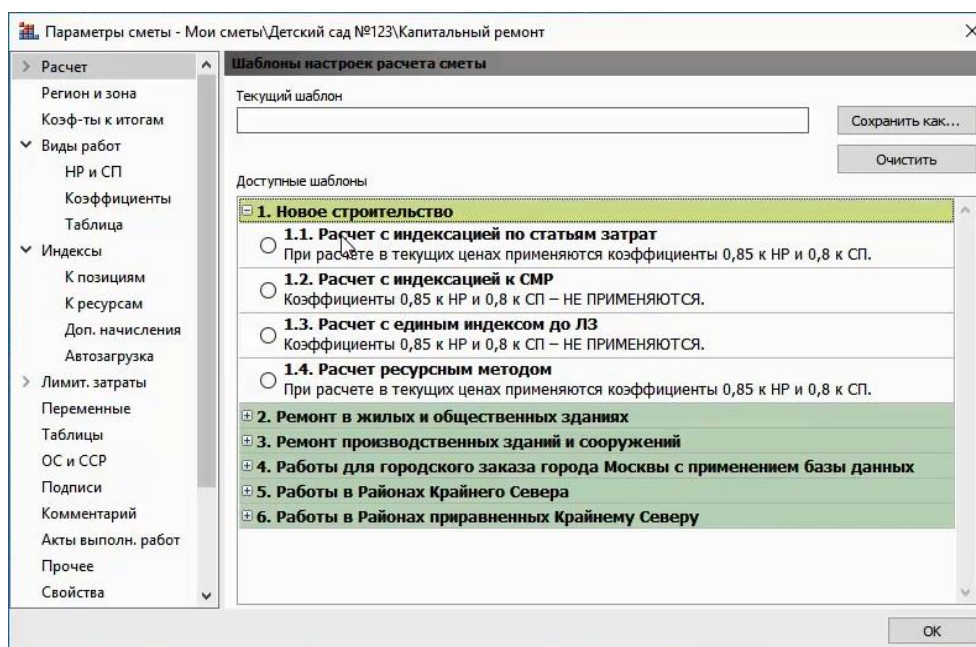 Параметры сметы - Мои сметы\Детский сад №123\Капитальный ремонт
Расчет
Регион и зона
Коэф-ты к итогам
Виды работ
НР и СП
Коэффициенты
Таблица
Индексы
К позициям
К ресурсам
Доп. начисления
Автозагрузка
Лимит. затраты
Переменные
Таблицы
ОС и ССР
Подписи
Комментарий
Акты выполн. работ
Прочее
Свойства
Шаблоны настроек расчета сметы
Текущий шаблон
Сохранить как...
Очистить
Доступные шаблоны
1. Новое строительство
1.1. Расчет с индексацией по статьям затрат
При расчете в текущих ценах применяются коэффициенты 0,85 к НР и 0,8 к СП.
1.2. Расчет с индексацией к СМР
Коэффициенты 0,85 к НР и 0,8 к СП – НЕ ПРИМЕНЯЮТСЯ.
1.3. Расчет с единым индексом до ЛЗ
Коэффициенты 0,85 к НР и 0,8 к СП – НЕ ПРИМЕНЯЮТСЯ.
1.4. Расчет ресурсным методом
При расчете в текущих ценах применяются коэффициенты 0,85 к НР и 0,8 к СП.
2. Ремонт в жилых и общественных зданиях
3. Ремонт производственных зданий и сооружений
4. Работы для городского заказа города Москвы с применением базы данных
5. Работы в Районах Крайнего Севера
6. Работы в Районах приравненных Крайнему Северу
OK